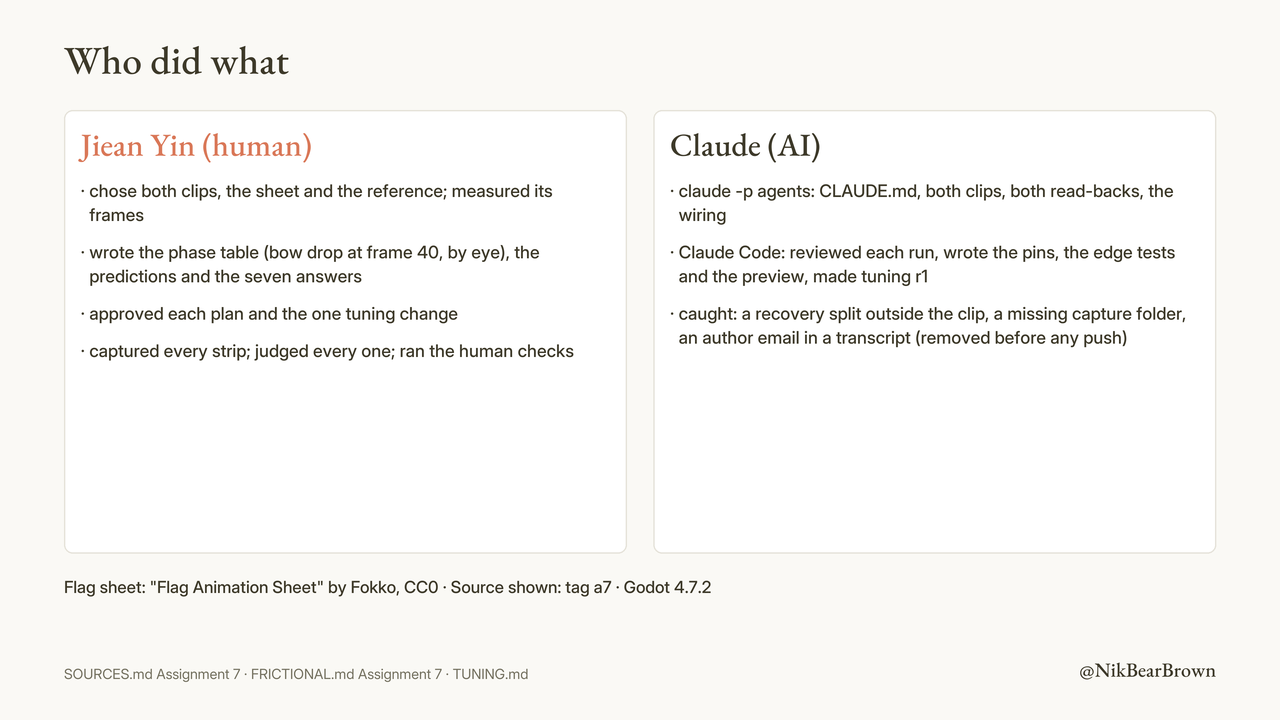 Who did what
Jiean Yin (human)
· chose both clips, the sheet and the reference; measured its
frames
· wrote the phase table (bow drop at frame 40, by eye), the
predictions and the seven answers
· approved each plan and the one tuning change
· captured every strip; judged every one; ran the human checks
Claude (AI)
· claude -p agents: CLAUDE.md, both clips, both read-backs, the
wiring
· Claude Code: reviewed each run, wrote the pins, the edge tests
and the preview, made tuning r1
· caught: a recovery split outside the clip, a missing capture folder,
an author email in a transcript (removed before any push)
Flag sheet: "Flag Animation Sheet" by Fokko, CC0 · Source shown: tag a7 · Godot 4.7.2
SOURCES.md Assignment 7 · FRICTIONAL.md Assignment 7 · TUNING.md
@NikBearBrown